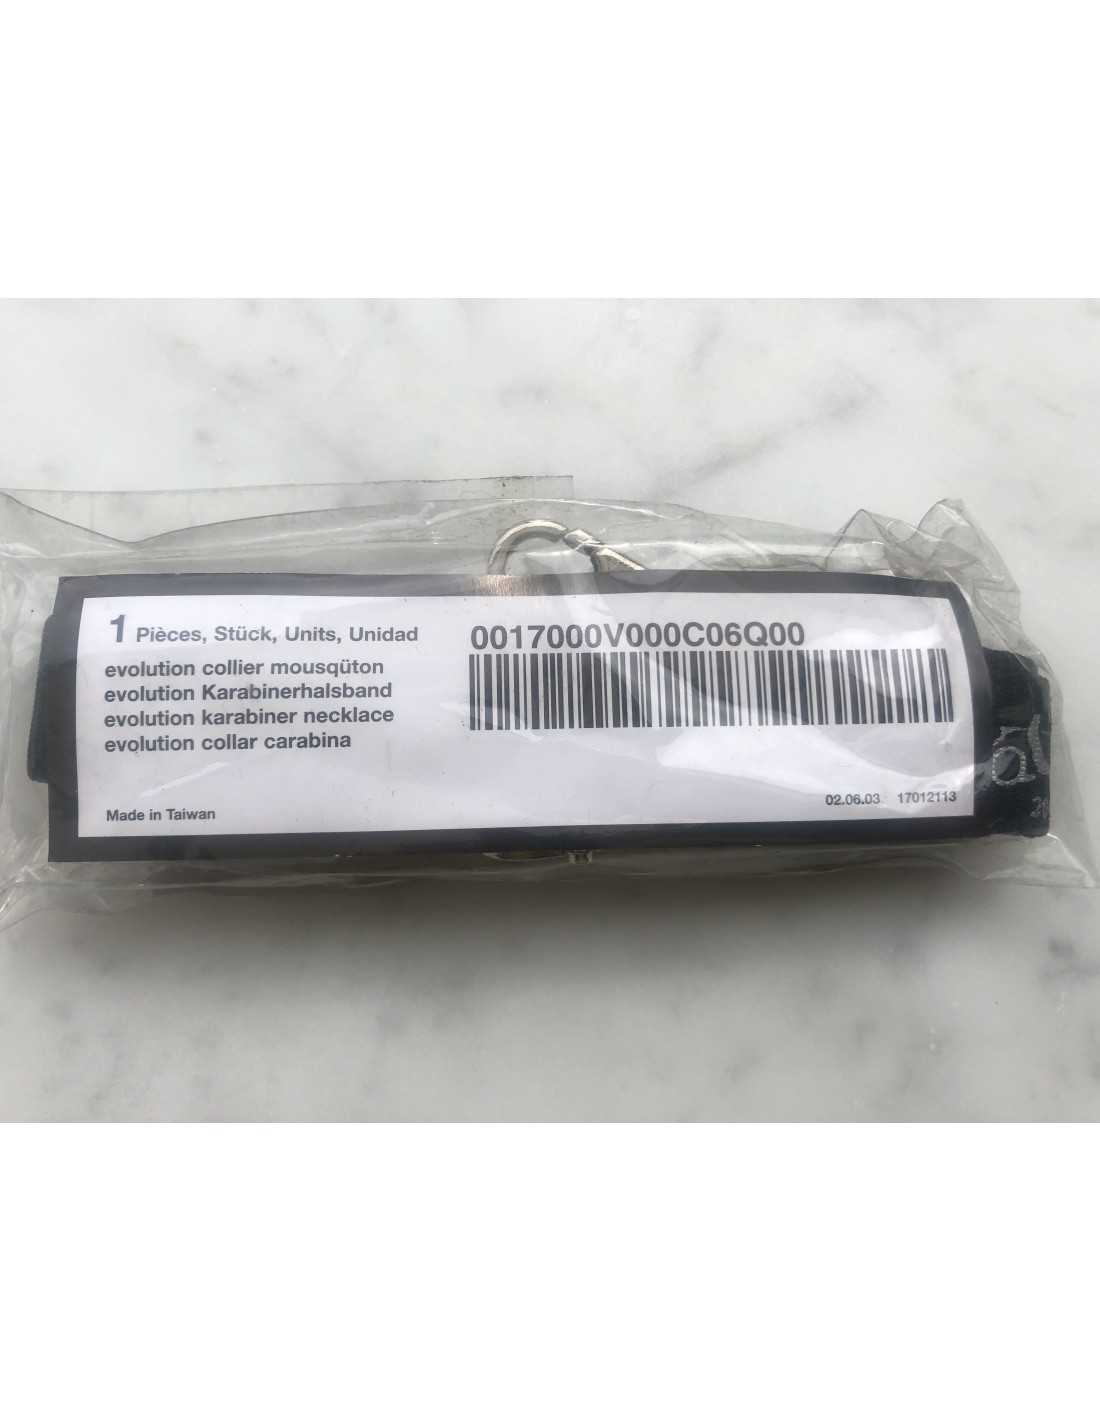 1 Pièces, Stück, Units, Unidad
evolution collier mousqüton
evolution Karabinerhalsband
evolution karabiner necklace
evolution collar carabina
Made in Taiwan
0017000V000C06Q00
02.06.03 17012113